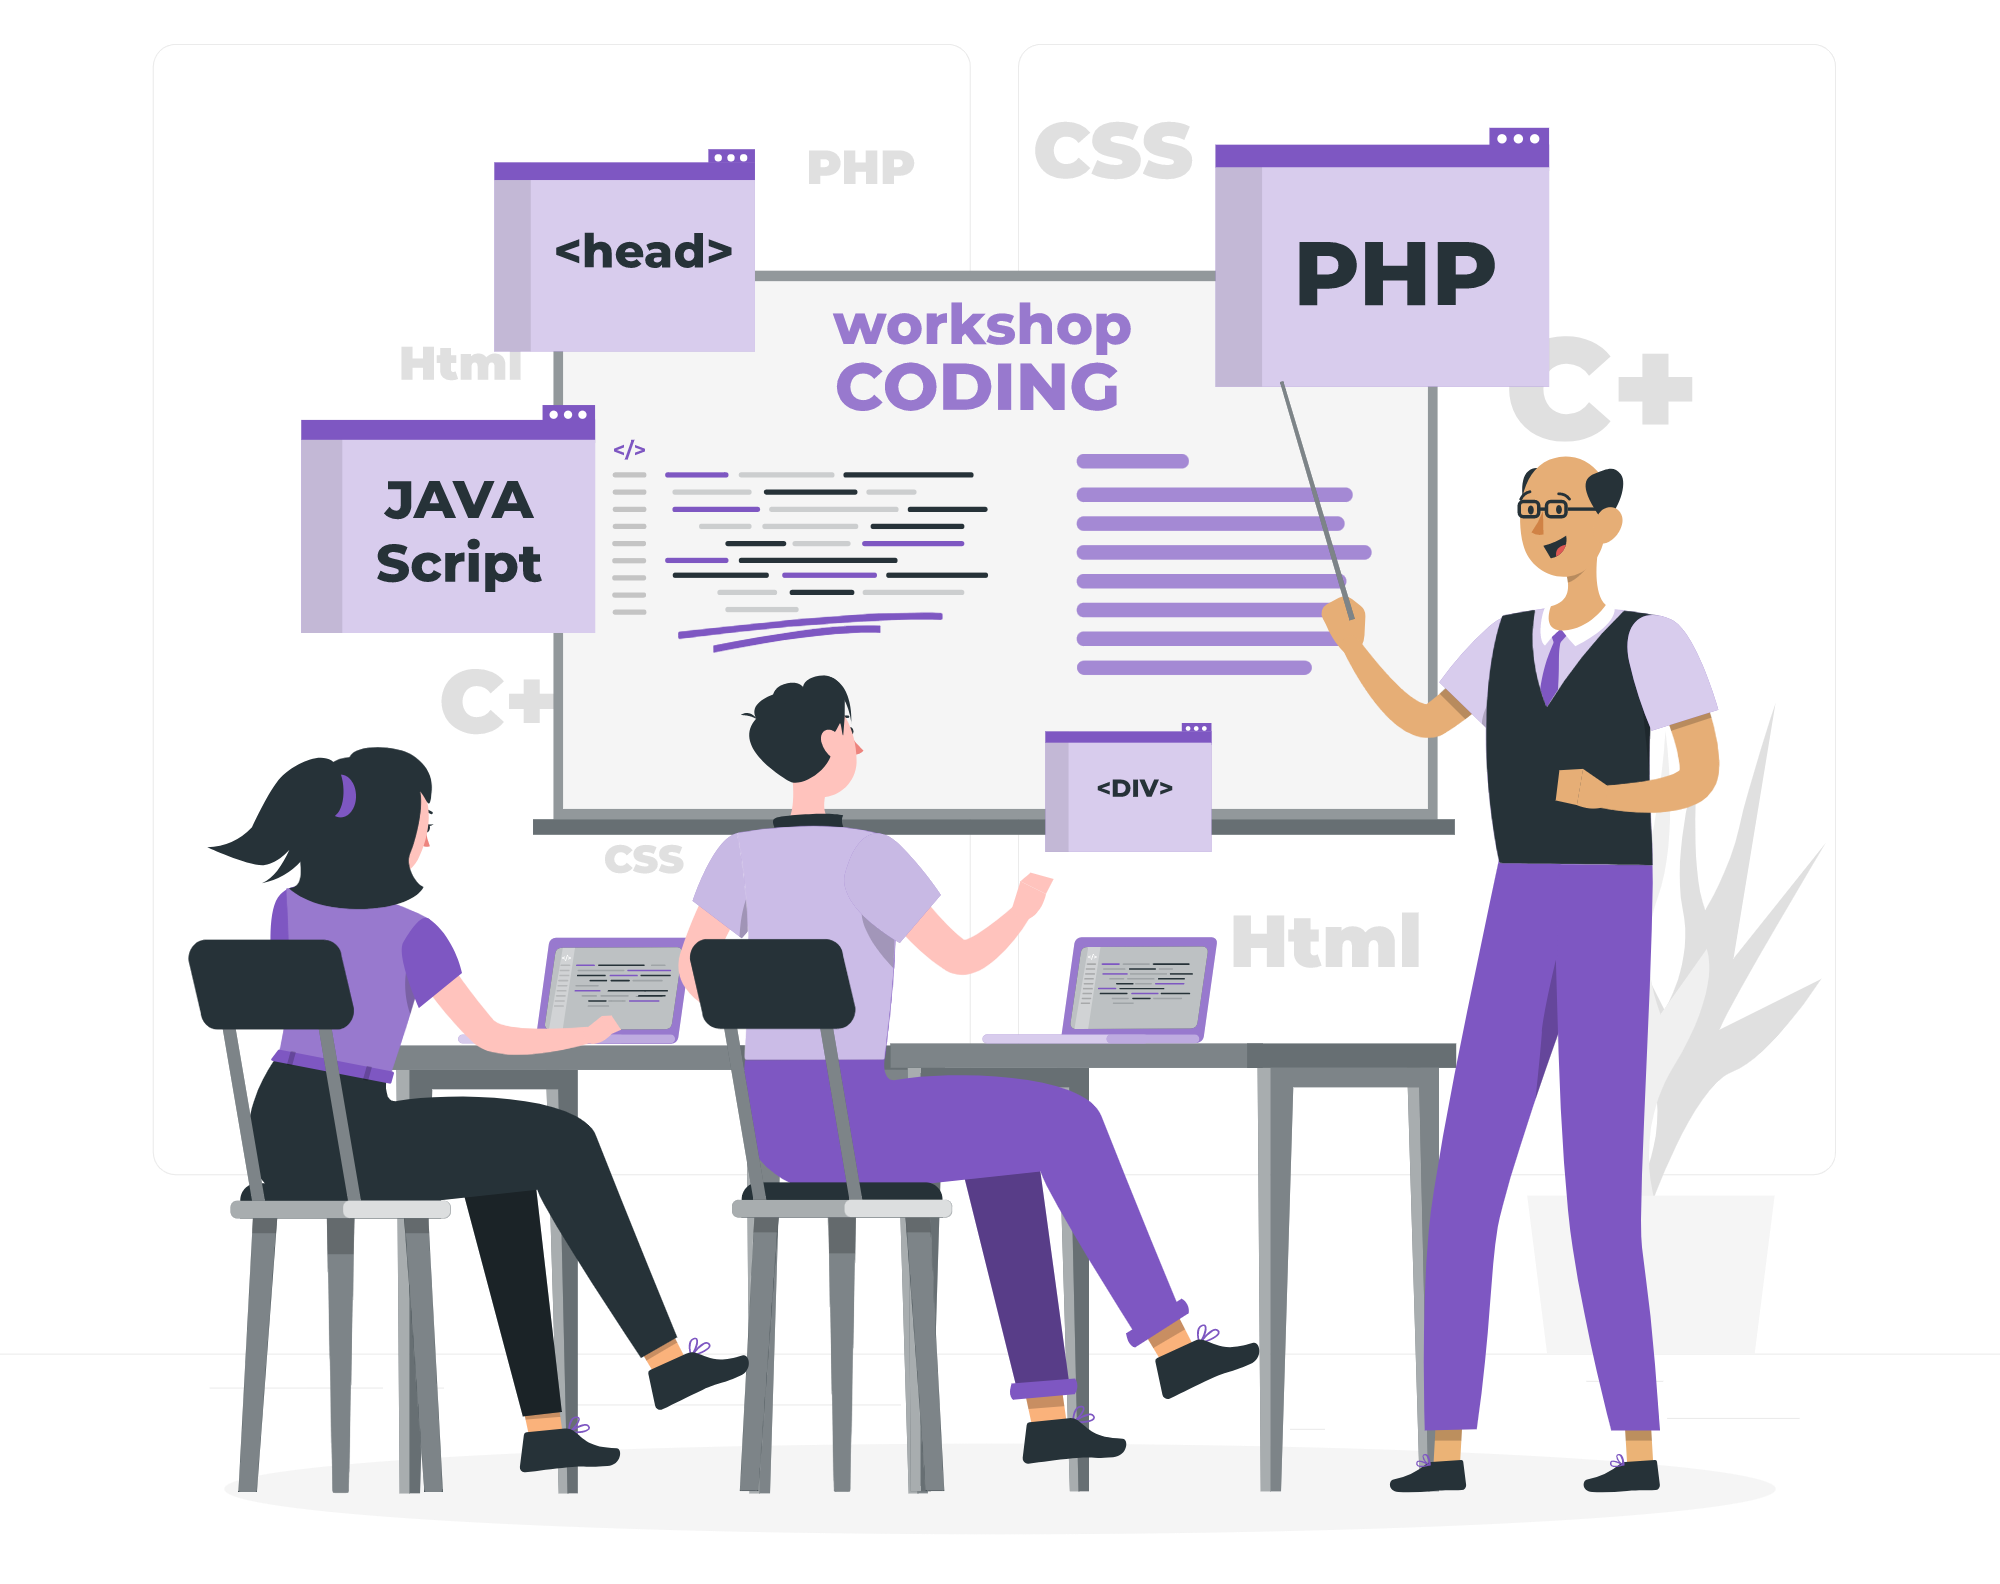 PHP
CSS
<head>
PHP
workshop
CODING
Html
C+
JAVA
Script
</>
C+
<DIV>
CSS
Html